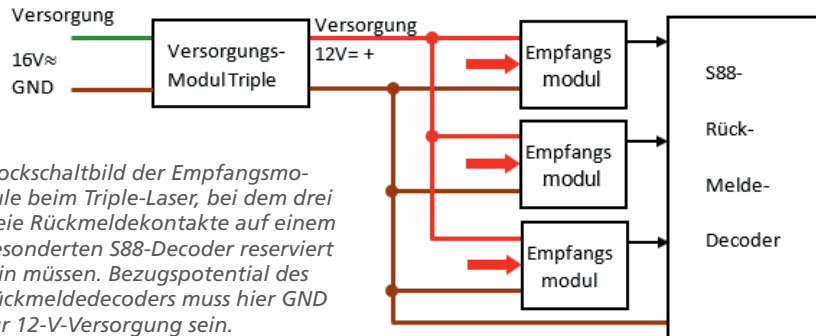 Versorgung
16V≈
GND
Versorgungs-
Modul Triple
Versorgung
12V= +
Empfangs
modul
Empfangs
modul
Empfangs
modul
S88-
Rück-
Melde-
Decoder
ockschaltbild der Empfangsmo-
ule beim Triple-Laser, bei dem drei
eie Rückmeldekontakte auf einem
esonderten S88-Decoder reserviert
in müssen. Bezugspotential des
ückmeldedecoders muss hier GND
ur 12-V-Versorgung sein.